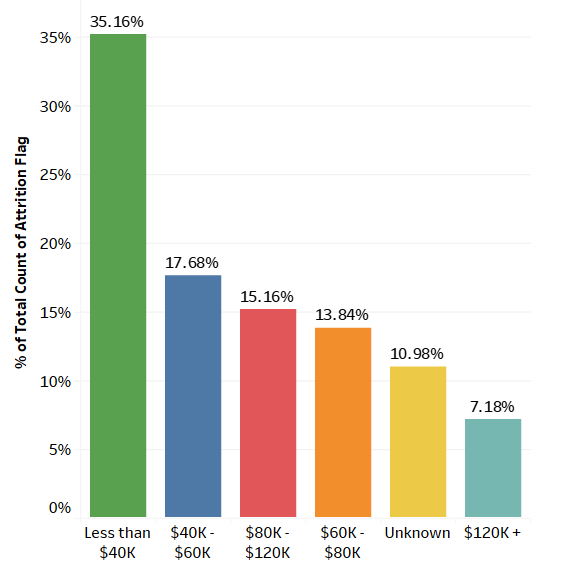 % of Total Count of Attrition Flag
35%
30%
25%
20%
15%
10%
5%
0%
35.16%
17.68%
15.16%
13.84%
10.98%
7.18%
Less than
$40K
$40K -
$60K
$80K -
$120K
$60K -
$80K
Unknown
$120K +